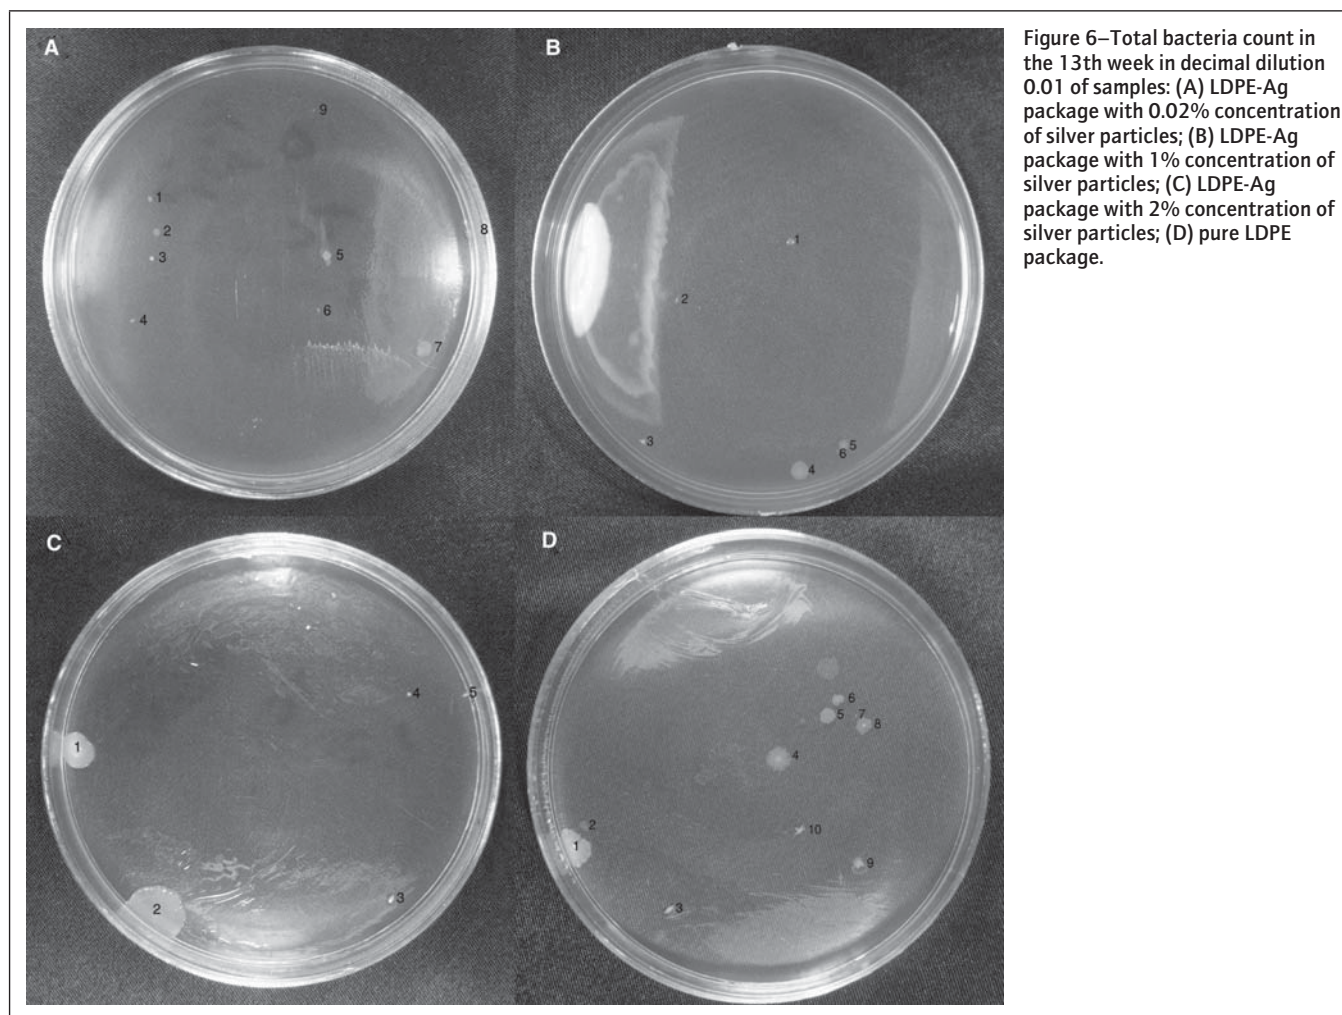 A
9
1
2
8
3
5
6
4
7
B
1
2
3
5
6
4
C
4
5
1
3
2
D
6
5 7 8
4
2
10
1
9
3
Figure 6–Total bacteria count in
the 13th week in decimal dilution
0.01 of samples: (A) LDPE-Ag
package with 0.02% concentration
of silver particles; (B) LDPE-Ag
package with 1% concentration of
silver particles; (C) LDPE-Ag
package with 2% concentration of
silver particles; (D) pure LDPE
package.